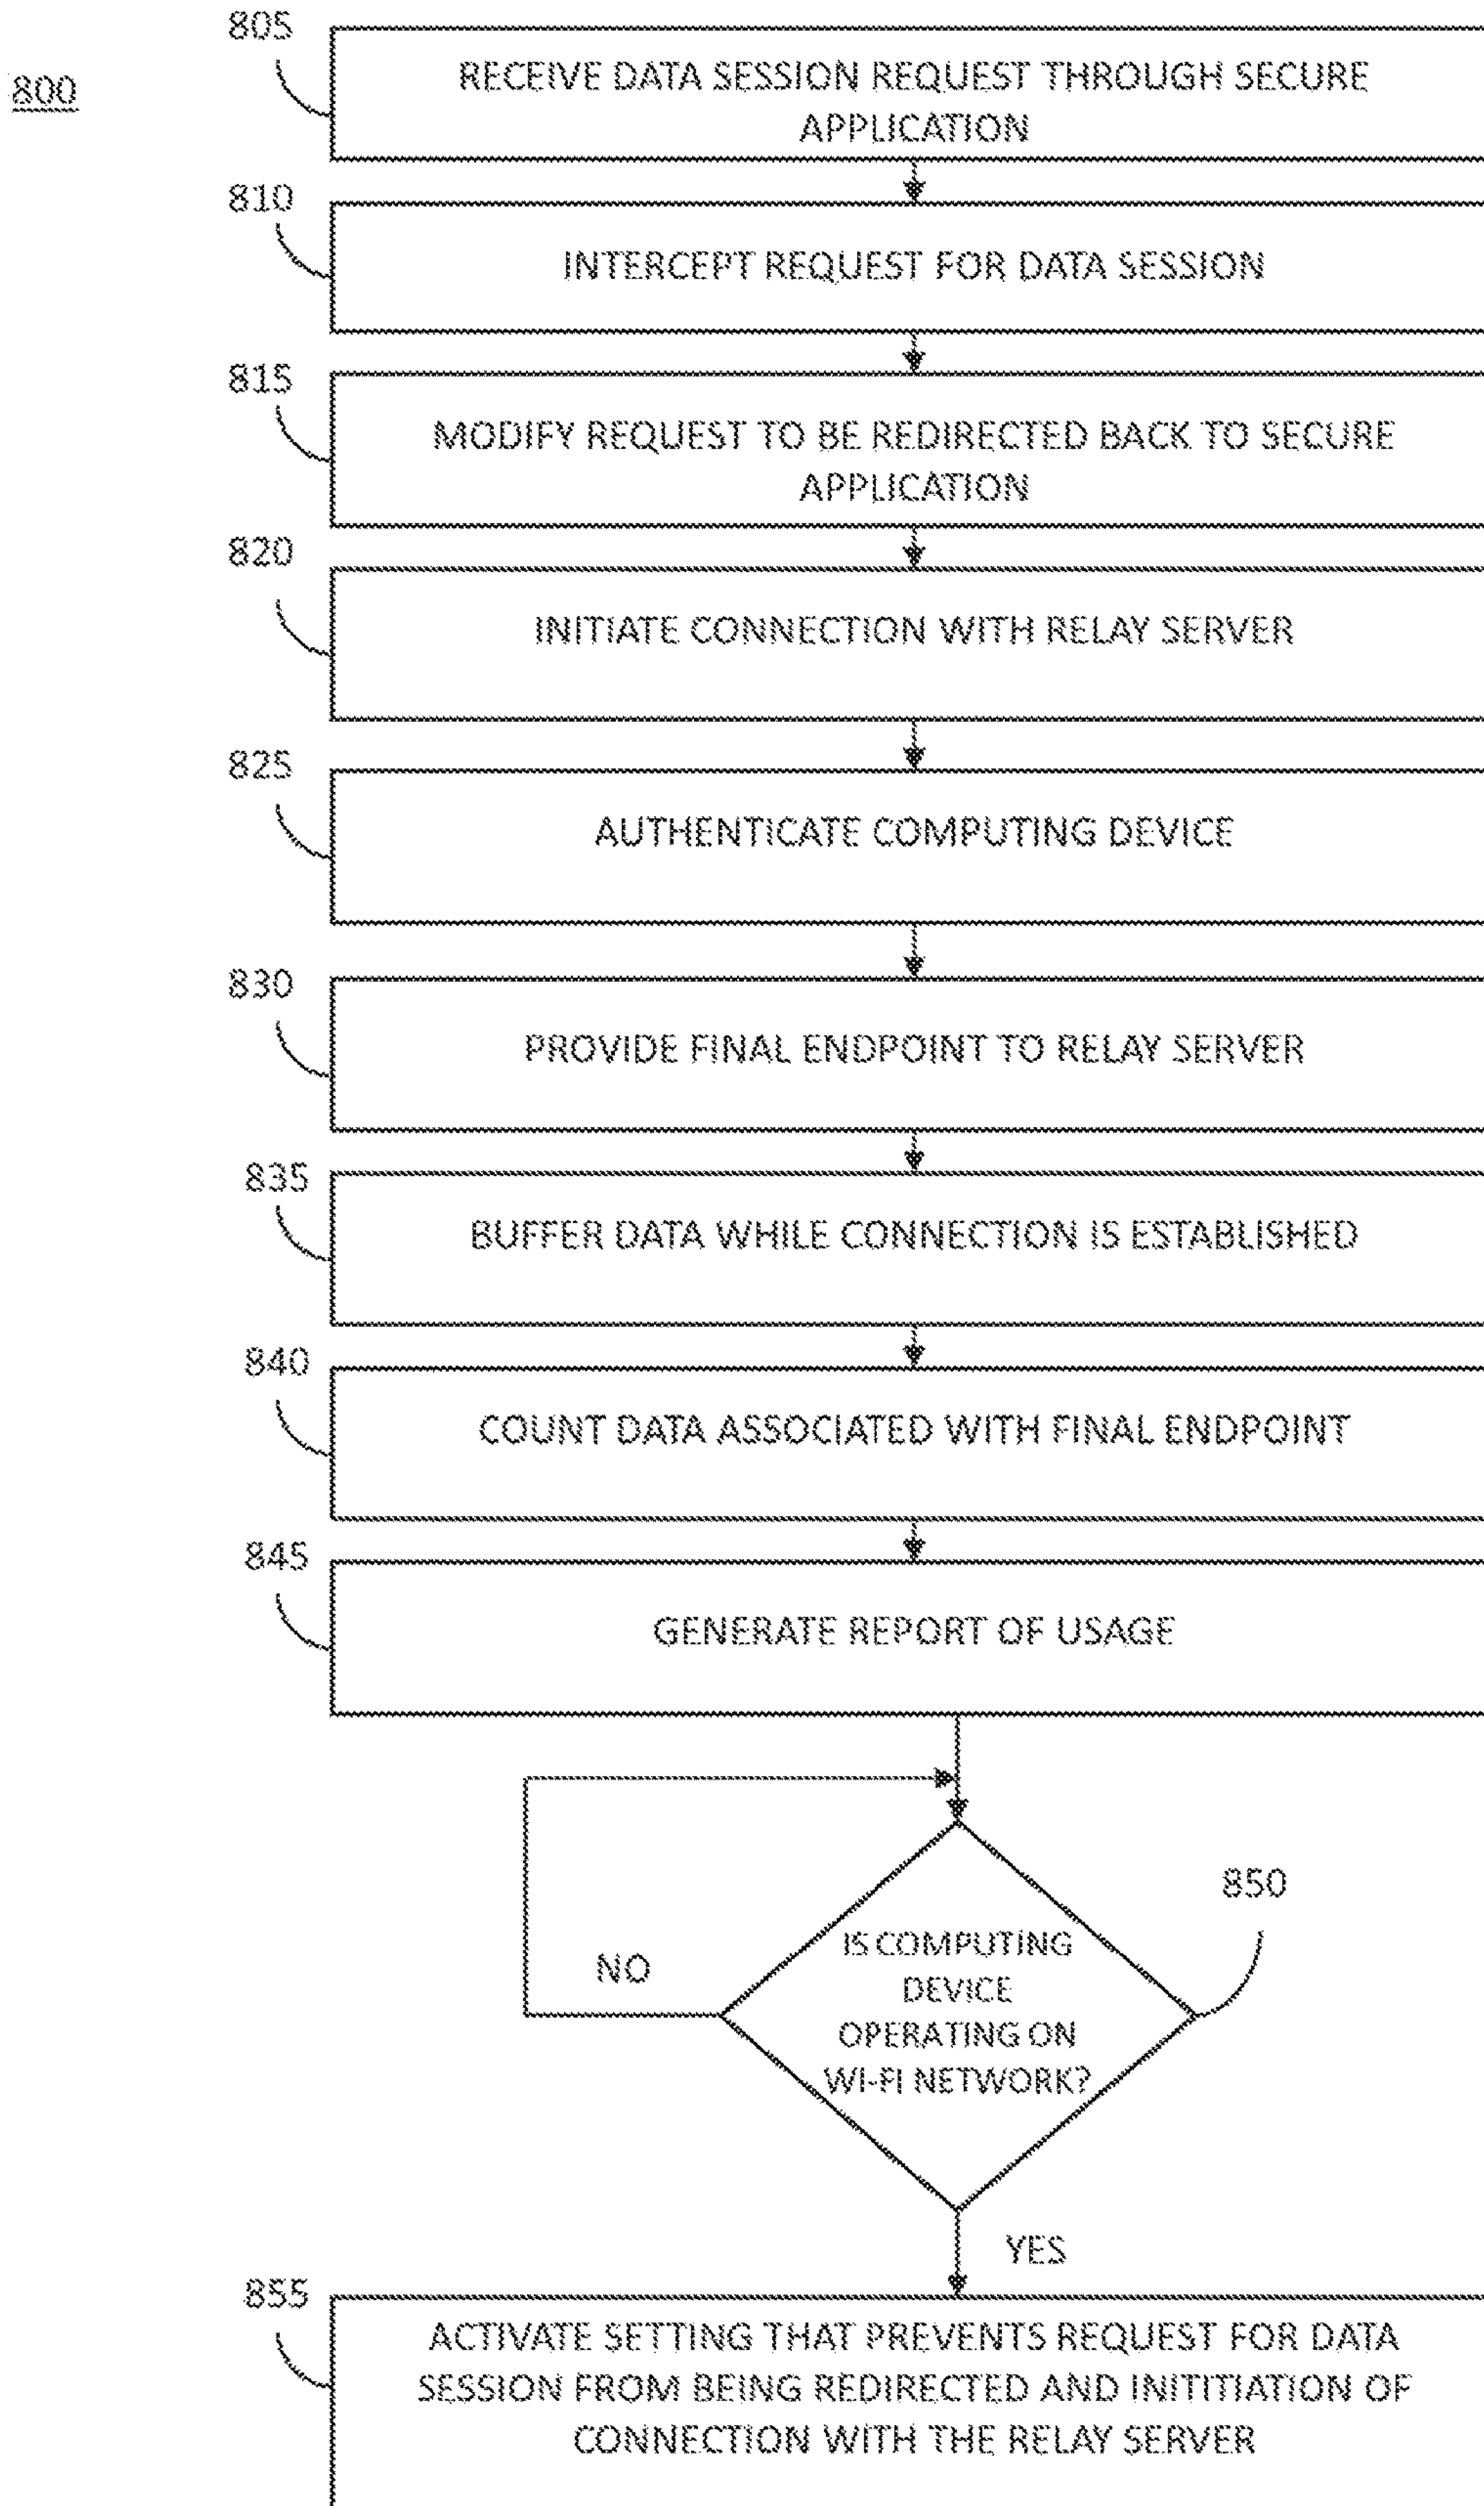 800
805
RECEIVE DATA SESSION REQUEST THROUGH SECURE
APPLICATION
810
INTERCEPT REQUEST FOR DATA SESSION
815
MODIFY REQUEST TO BE REDIRECTED BACK TO SECURE
APPLICATION
820
INITIATE CONNECTION WITH RELAY SERVER
825
AUTHENTICATE COMPUTING DEVICE
830
PROVIDE FINAL ENDPOINT TO RELAY SERVER
835
BUFFER DATA WHILE CONNECTION IS ESTABLISHED
840
COUNT DATA ASSOCIATED WITH FINAL ENDPOINT
845
GENERATE REPORT OF USAGE
850
IS COMPUTING
DEVICE
OPERATING ON
WI-FI NETWORK?
NO
YES
855
ACTIVATE SETTING THAT PREVENTS REQUEST FOR DATA
SESSION FROM BEING REDIRECTED AND INITITIATION OF
CONNECTION WITH THE RELAY SERVER